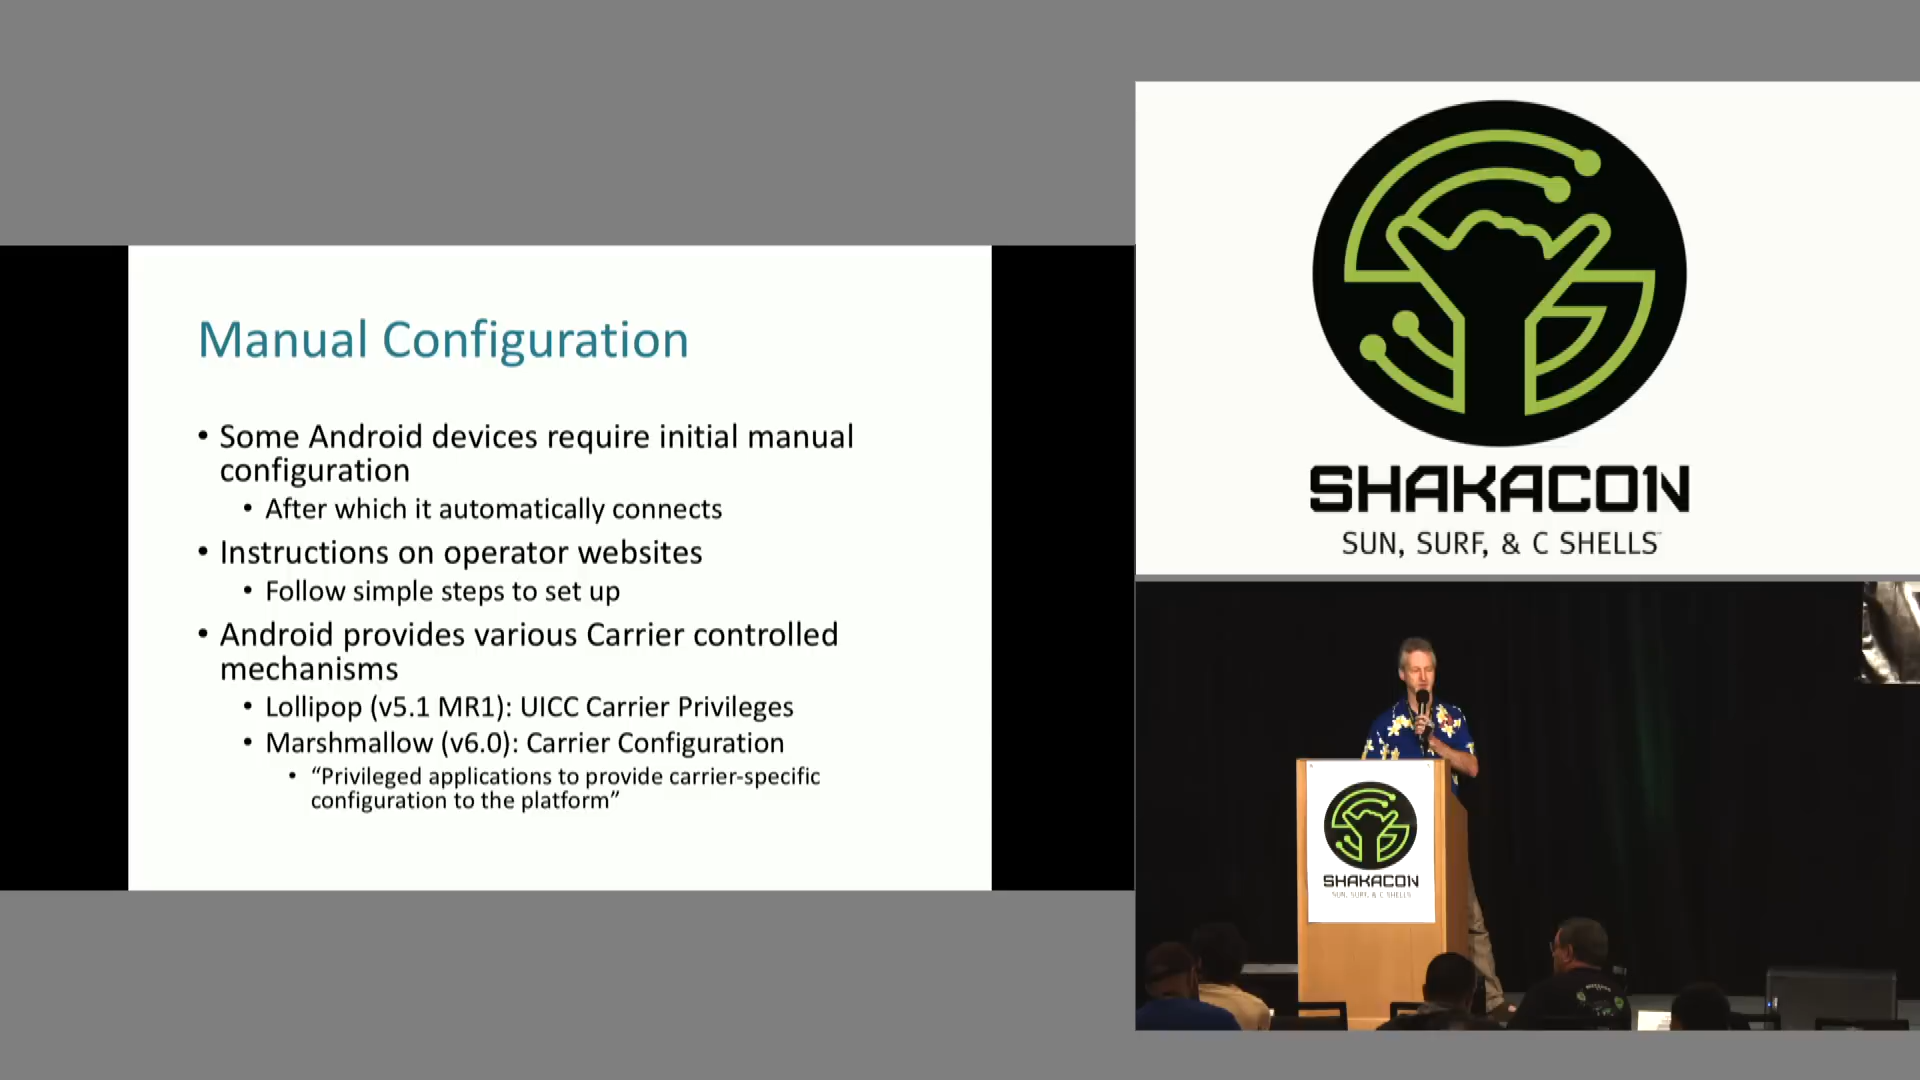 Manual Configuration
• Some Android devices require initial manual
configuration
• After which it automatically connects
• Instructions on operator websites
• Follow simple steps to set up
• Android provides various Carrier controlled
mechanisms
• Lollipop (v5.1 MR1): UICC Carrier Privileges
• Marshmallow (v6.0): Carrier Configuration
• “Privileged applications to provide carrier-specific
configuration to the platform”
SHAKACON
SUN, SURF, & C SHELLS
SHAKACON
SUN, SURF, & C SHELLS